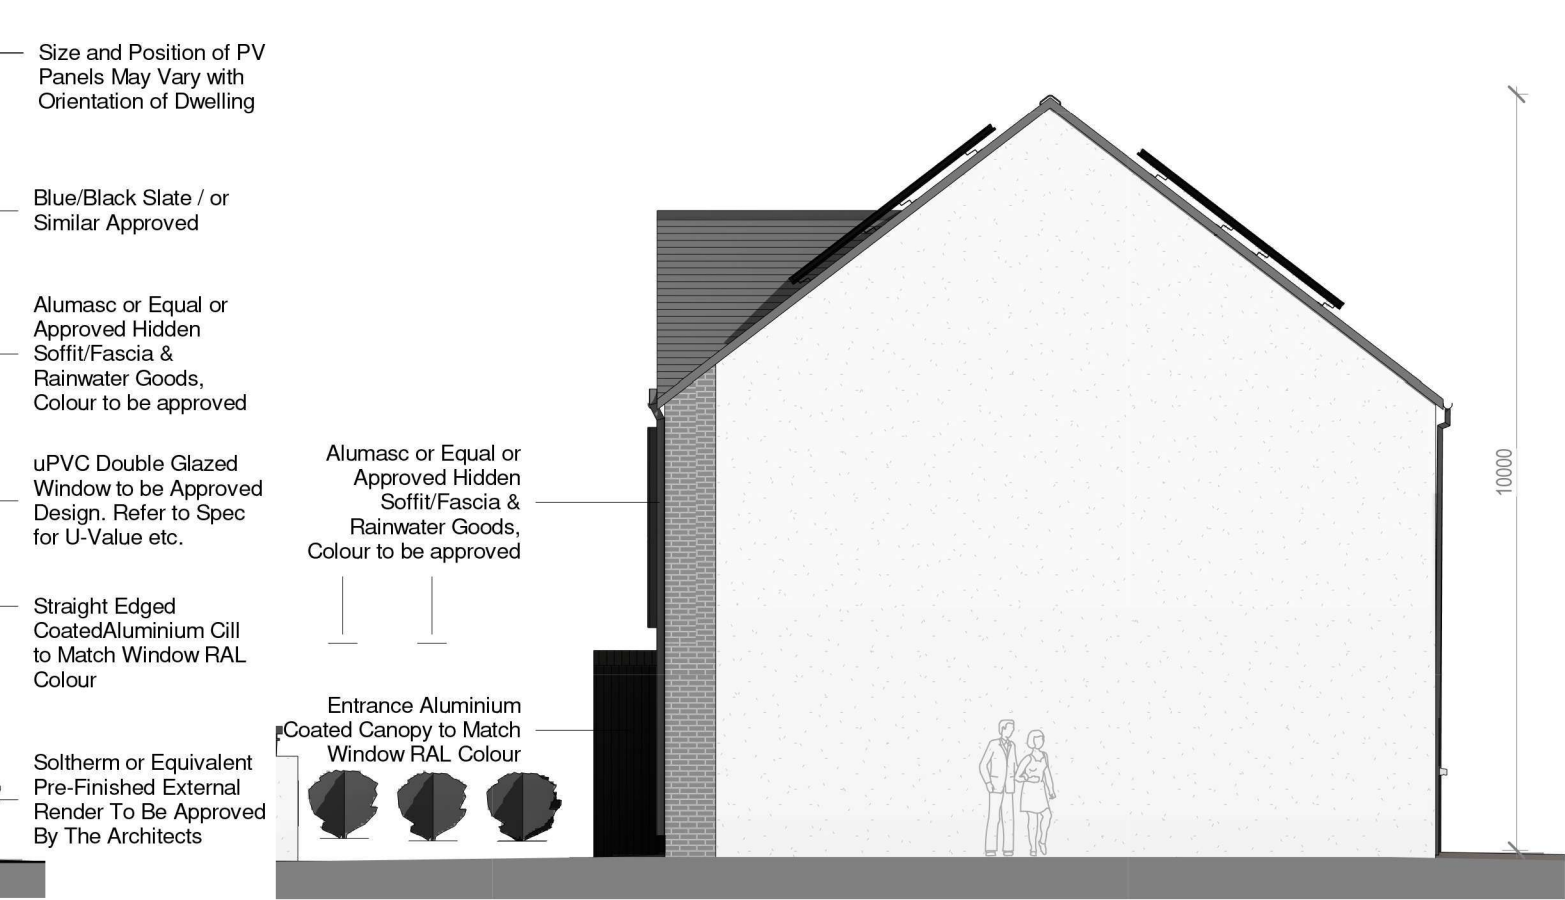 Size and Position of PV
Panels May Vary with
Orientation of Dwelling
Blue/Black Slate / or
Similar Approved
Alumasc or Equal or
Approved Hidden
Soffit/Fascia &
Rainwater Goods,
Colour to be approved
uPVC Double Glazed
Window to be Approved
Design. Refer to Spec
for U-Value etc.
Straight Edged
CoatedAluminium Cill
to Match Window RAL
Colour
Soltherm or Equivalent
Pre-Finished External
Render To Be Approved
By The Architects
Alumasc or Equal or
Approved Hidden
Soffit/Fascia &
Rainwater Goods,
Colour to be approved
Entrance Aluminium
Coated Canopy to Match
Window RAL Colour
10000